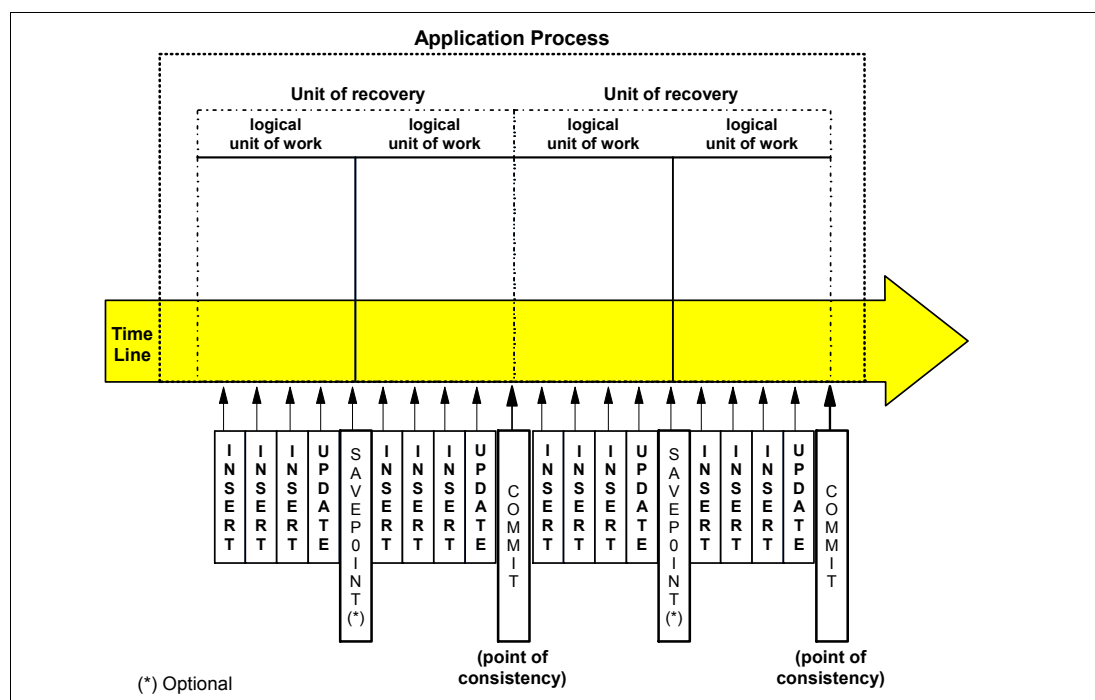 Application Process
Unit of recovery
Unit of recovery
logical
unit of work
logical
unit of work
logical
unit of work
logical
unit of work
Time
Line
INSERT
INSERT
INSERT
UPDATE
SAVEP0INT(*)
INSERT
INSERT
INSERT
UPDATE
COMMIT
INSERT
INSERT
INSERT
UPDATE
SAVEP0INT(*)
INSERT
INSERT
INSERT
UPDATE
COMMIT
(point of
consistency)
(point of
consistency)
(*) Optional